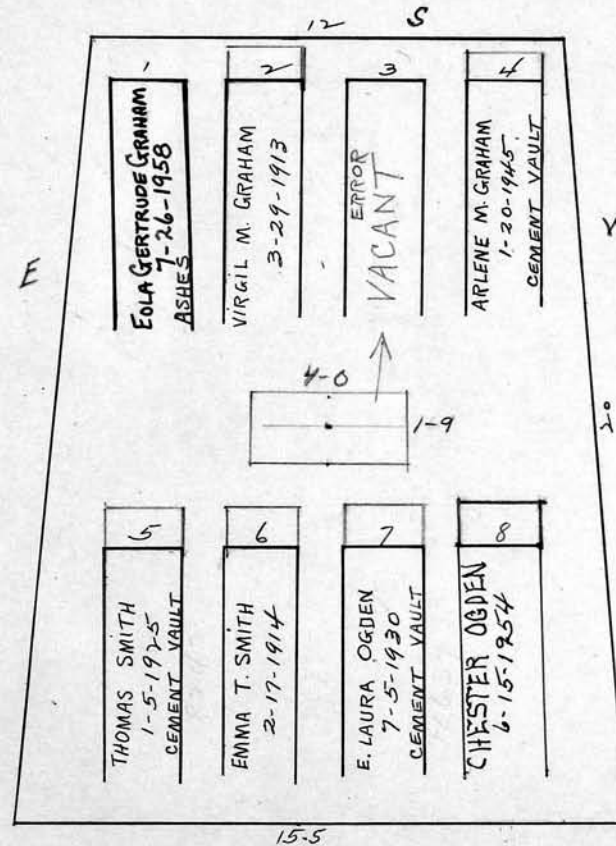 12 S
1
EOLA GERTRUDE GRAHAM
7-26-1958
ASHES
2
VIRGIL M. GRAHAM
3-29-1913
3
ERROR
VACANT
4
ARLENE M. GRAHAM
1-20-1945
CEMENT VAULT
E
4-0
1-9
20
5
THOMAS SMITH
1-5-1925
CEMENT VAULT
6
EMMA T. SMITH
2-17-1914
7
E. LAURA OGDEN
7-5-1930
CEMENT VAULT
8
CHESTER OGDEN
6-15-1954
15-5